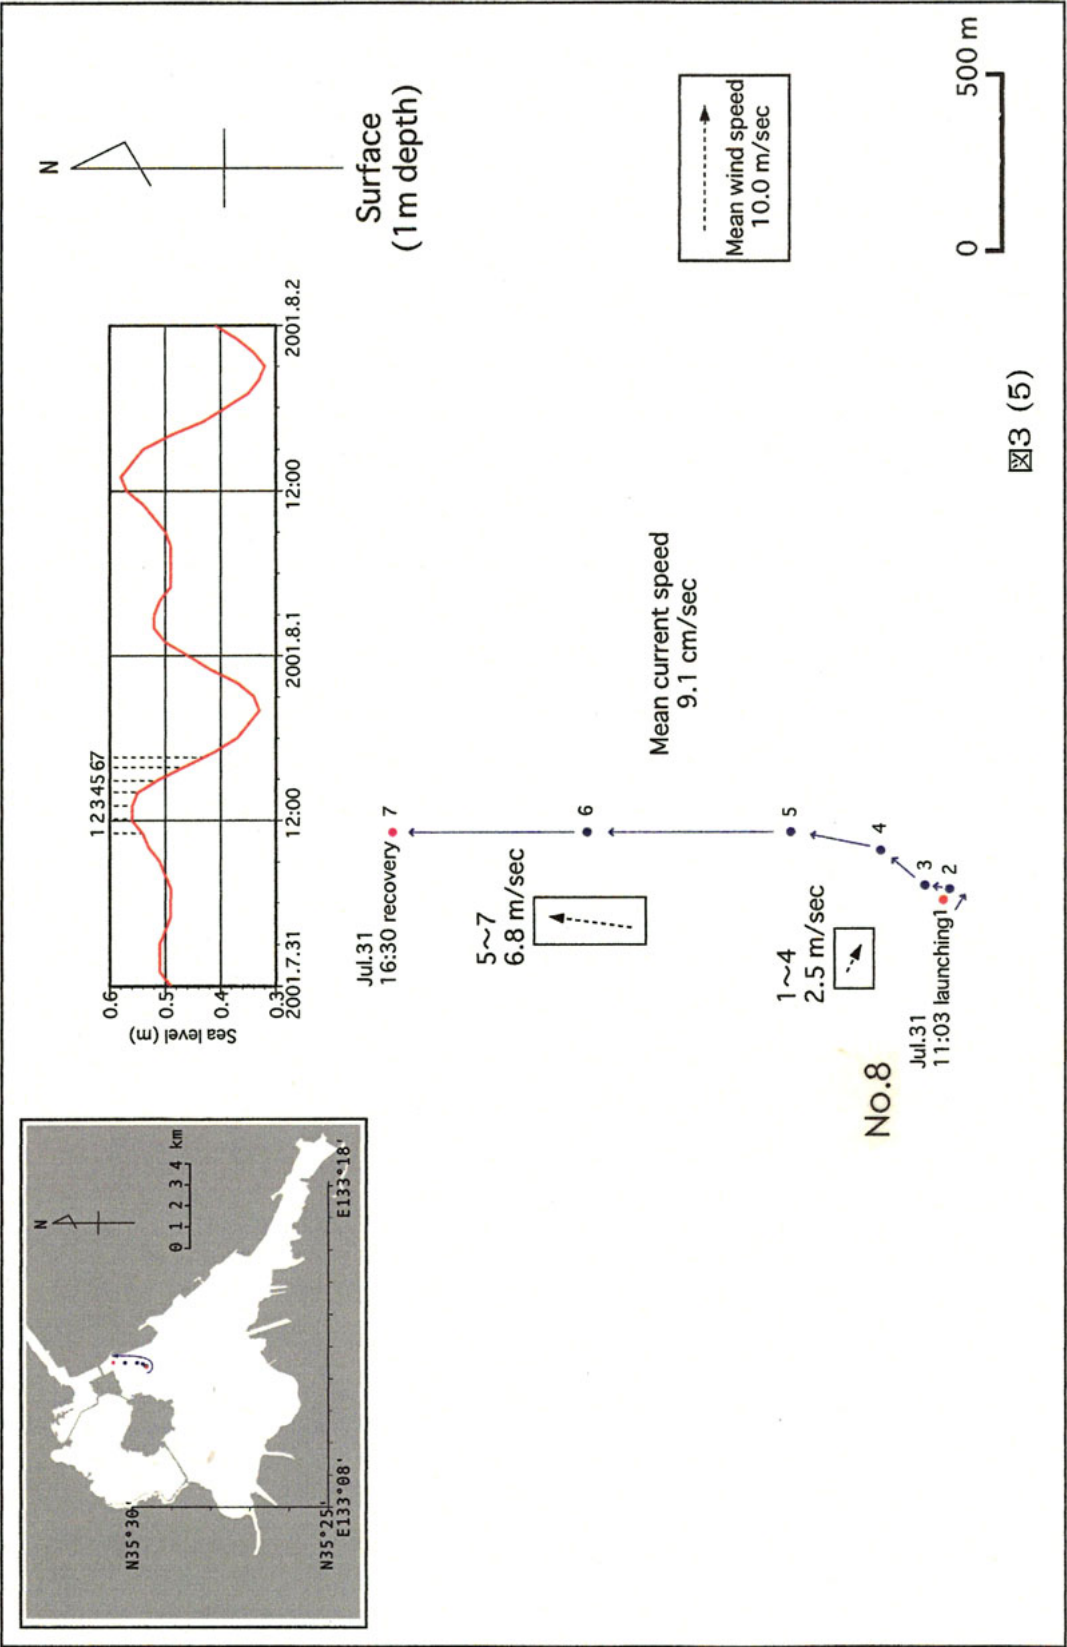 N
0 1 2 3 4 km
N35°30'
N35°25'
E133°08'
E133°18'
1 2 3 4 5 6 7
0.6
0.5
0.4
0.3
Sea level (m)
2001.7.31
12:00
2001.8.1
12:00
2001.8.2
N
Surface
(1m depth)
Jul.31
16:30 recovery
7
6
5
4
3
2
1
5～7
6.8 m/sec
1～4
2.5 m/sec
Mean current speed
9.1 cm/sec
Mean wind speed
10.0 m/sec
No.8
Jul.31
11:03 launching
0
500 m
図3 (5)